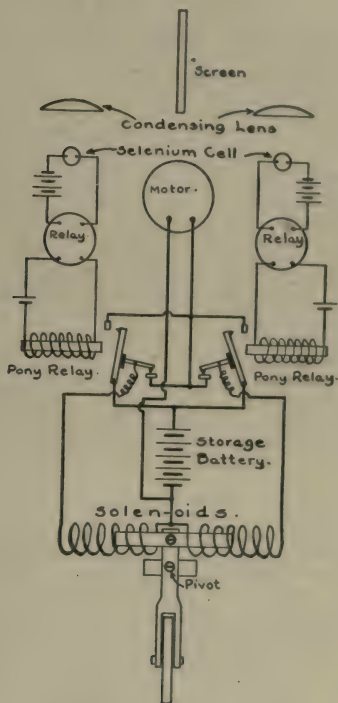 Screen
Condensing Lens
Selenium Cell
Motor.
Relay.
Relay
Pony Relay.
Pony Relay.
Storage
Battery.
Solenoids.
Pivot